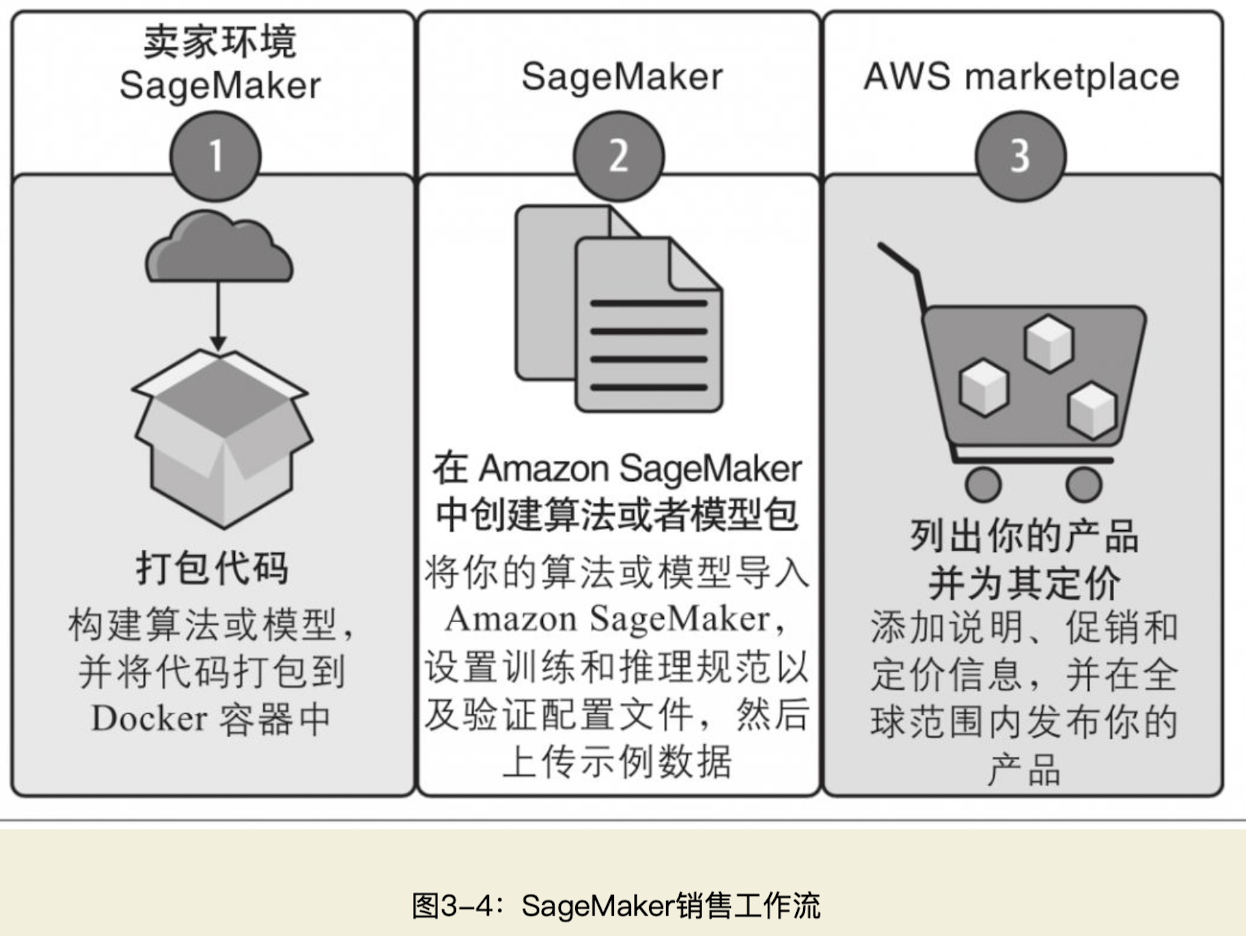 卖家环境
SageMaker
1
打包代码
构建算法或模型，
并将代码打包到
Docker 容器中
SageMaker
2
在 Amazon SageMaker
中创建算法或者模型包
将你的算法或模型导入
Amazon SageMaker，
设置训练和推理规范以
及验证配置文件，然后
上传示例数据
AWS marketplace
3
列出你的产品
并为其定价
添加说明、促销和
定价信息，并在全
球范围内发布你的
产品
图3-4：SageMaker销售工作流